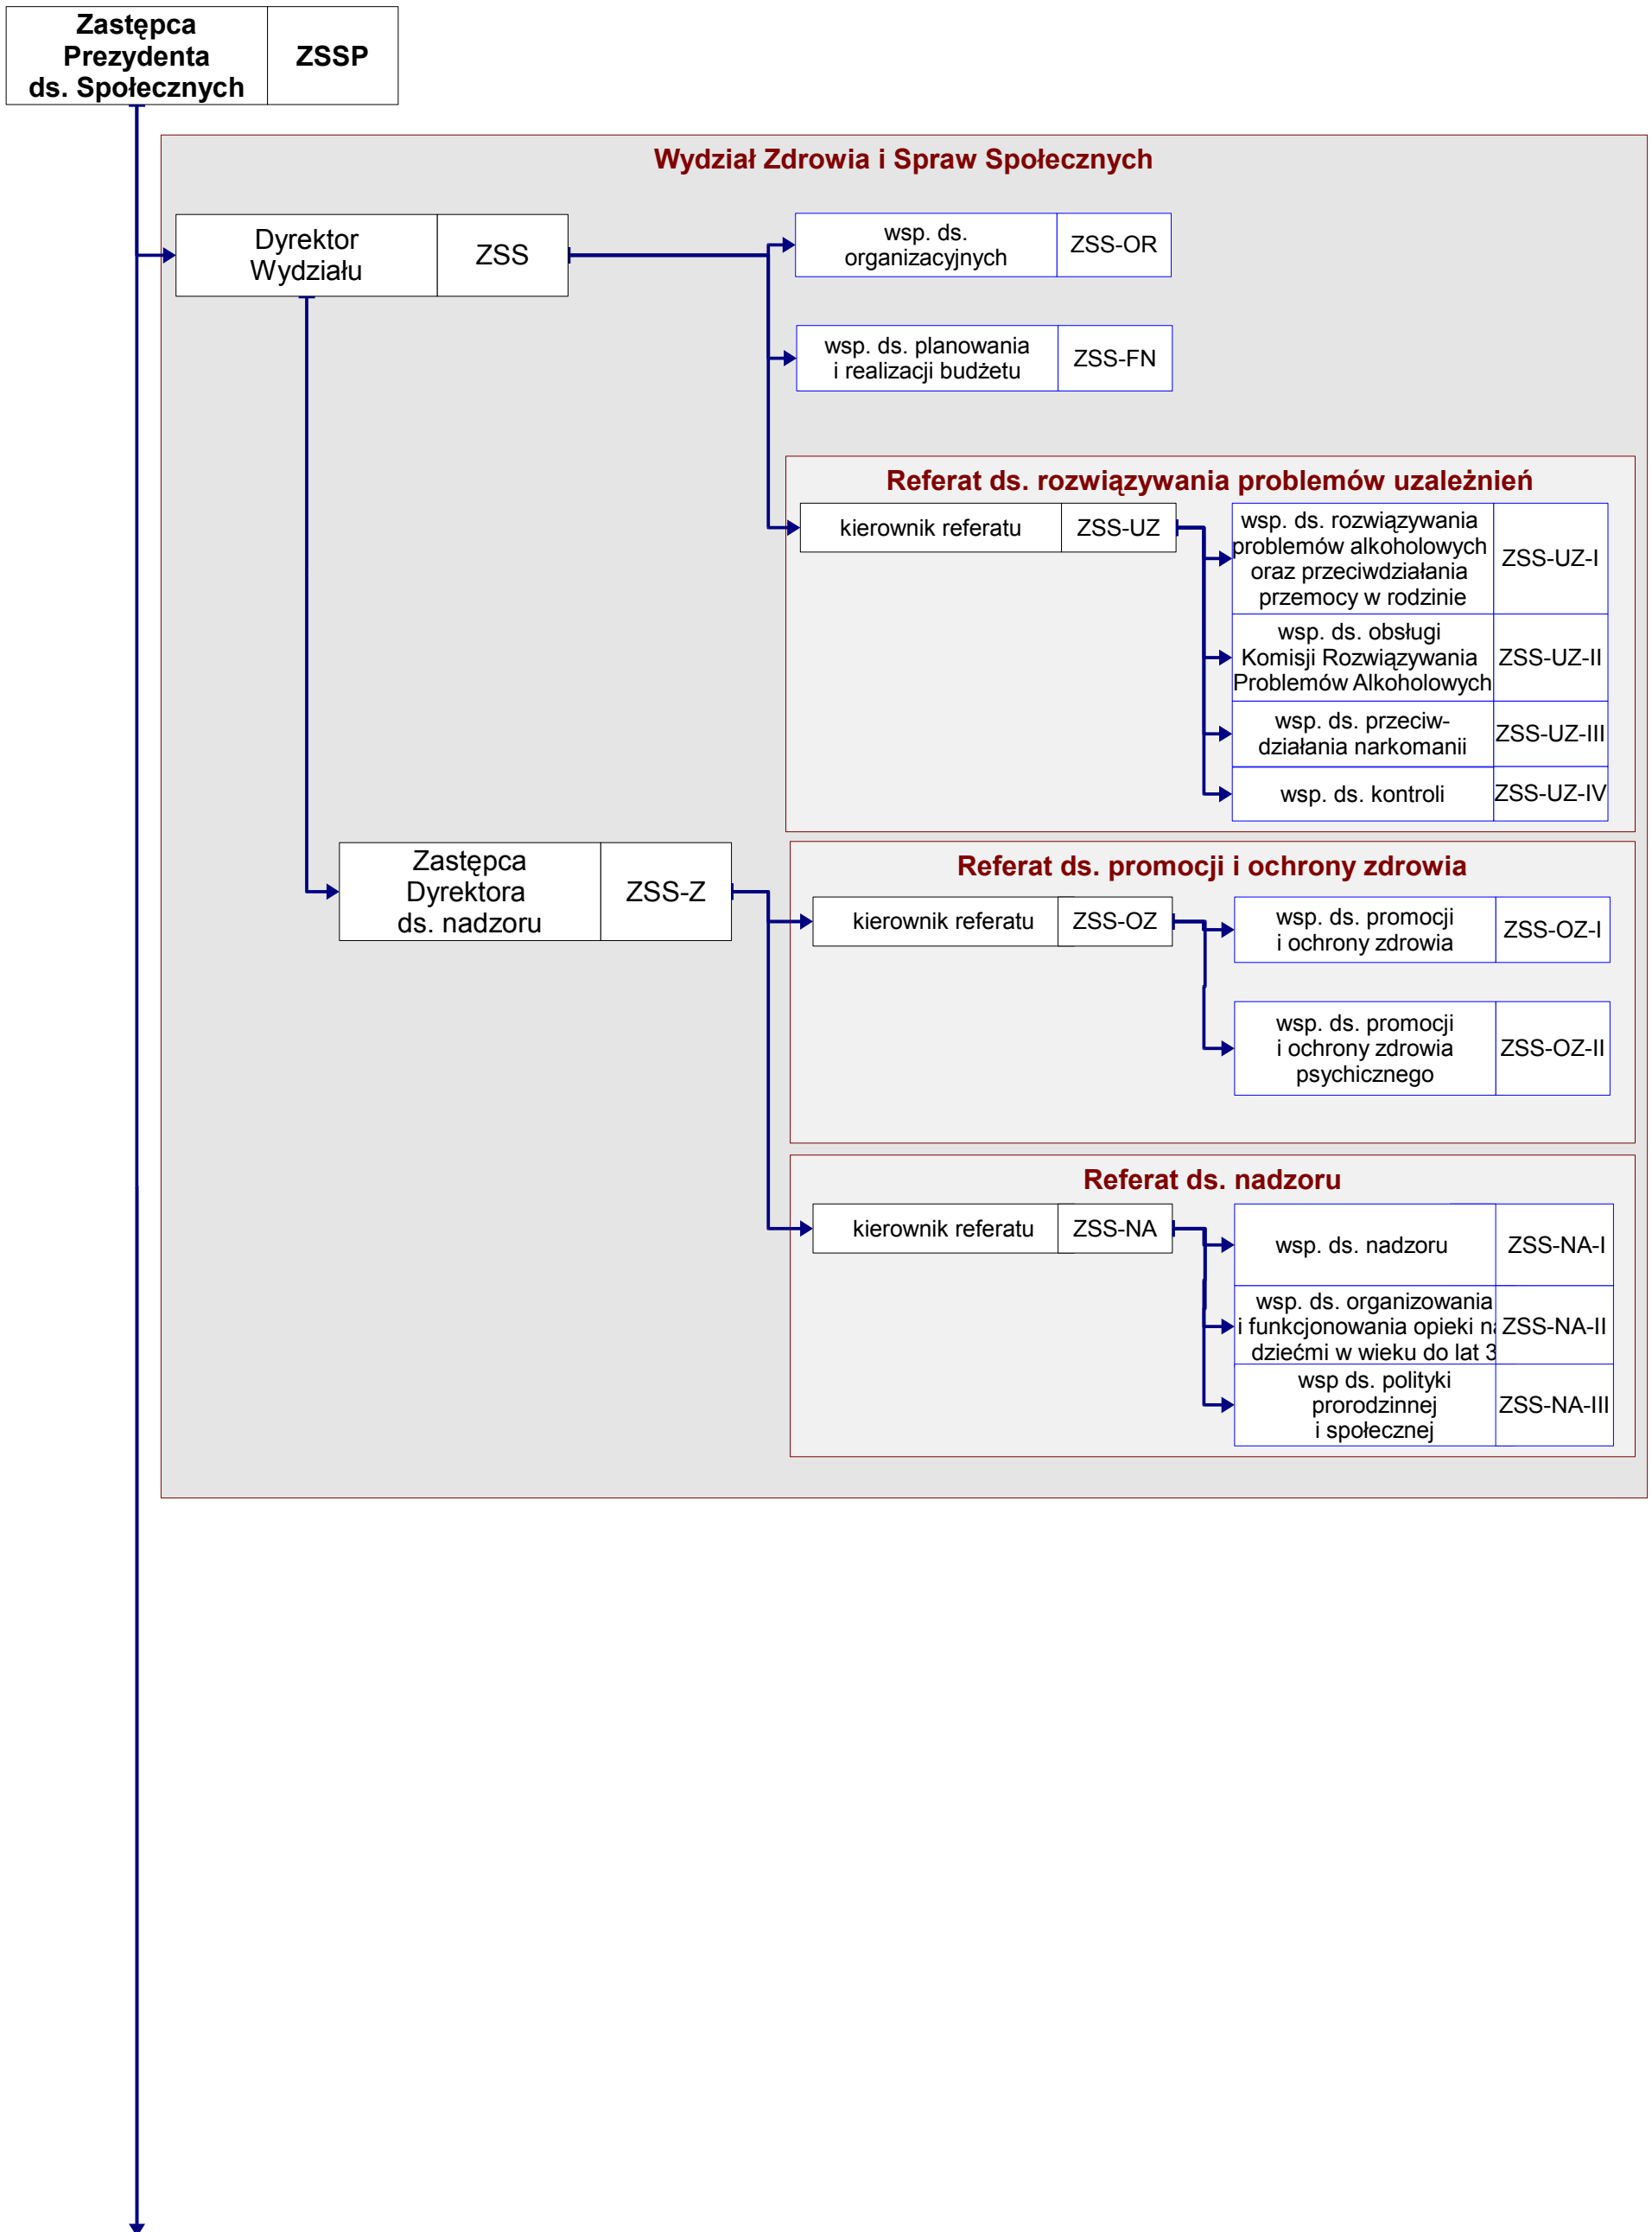 Zastępca
Prezydenta
ds. Społecznych
ZSSP
Wydział Zdrowia i Spraw Społecznych
Dyrektor
Wydziału
ZSS
wsp. ds.
organizacyjnych
ZSS-OR
wsp. ds. planowania
i realizacji budżetu
ZSS-FN
Referat ds. rozwiązywania problemów uzależnień
kierownik referatu
ZSS-UZ
wsp. ds. rozwiązywania
problemów alkoholowych
oraz przeciwdziałania
przemocy w rodzinie
ZSS-UZ-I
wsp. ds. obsługi
Komisji Rozwiązywania
Problemów Alkoholowych
ZSS-UZ-II
wsp. ds. przeciw-
działania narkomanii
ZSS-UZ-III
wsp. ds. kontroli
ZSS-UZ-IV
Zastępca
Dyrektora
ds. nadzoru
ZSS-Z
Referat ds. promocji i ochrony zdrowia
kierownik referatu
ZSS-OZ
wsp. ds. promocji
i ochrony zdrowia
ZSS-OZ-I
wsp. ds. promocji
i ochrony zdrowia
psychicznego
ZSS-OZ-II
Referat ds. nadzoru
kierownik referatu
ZSS-NA
wsp. ds. nadzoru
ZSS-NA-I
wsp. ds. organizowania
i funkcjonowania opieki na
dziećmi w wieku do lat 3
ZSS-NA-II
wsp ds. polityki
prorodzinnej
i społecznej
ZSS-NA-III